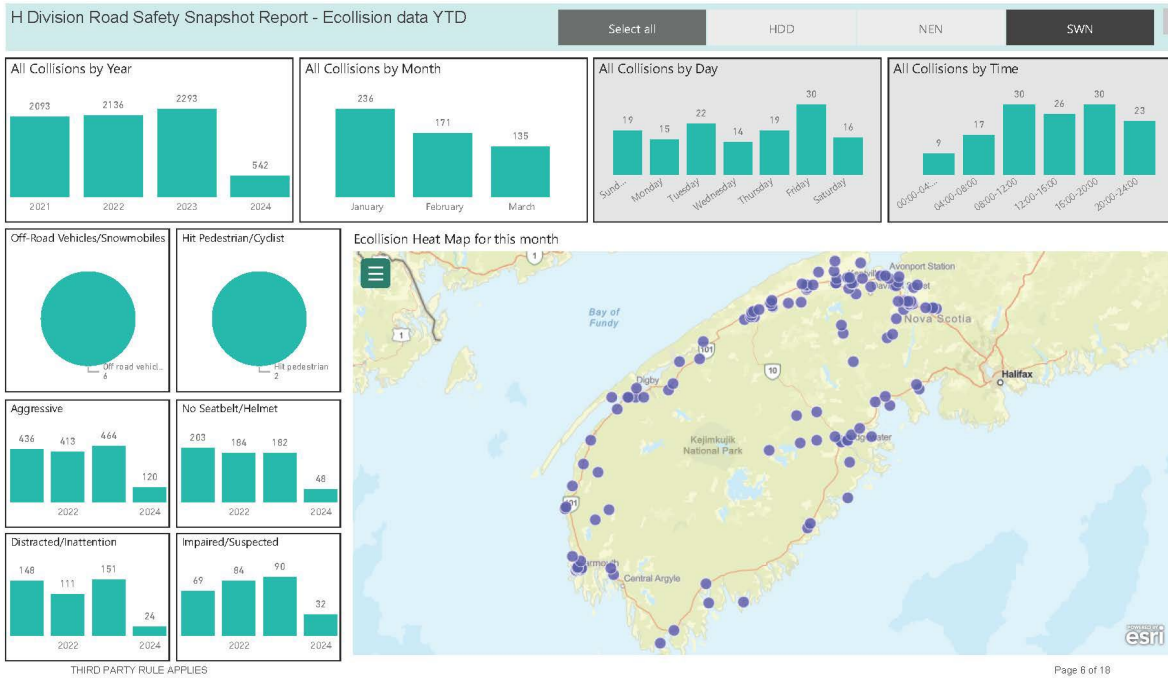 H Division Road Safety Snapshot Report - Ecollision data YTD
Select all
HDD
NEN
SWN
All Collisions by Year
2093
2136
2293
542
2021
2022
2023
2024
All Collisions by Month
236
171
135
January
February
March
All Collisions by Day
19
15
22
14
19
30
16
Sund...
Monday
Tuesday
Wednesday
Thursday
Friday
Saturday
All Collisions by Time
9
17
30
26
30
23
00:00-04:...
04:00-08:00
08:00-12:00
12:00-15:00
16:00-20:00
20:00-24:00
Off-Road Vehicles/Snowmobiles
Off road vehicl...
6
Hit Pedestrian/Cyclist
Hit pedestrian
2
Aggressive
436
413
464
120
2022
2024
No Seatbelt/Helmet
203
184
182
48
2022
2024
Distracted/Inattention
148
111
151
24
2022
2024
Impaired/Suspected
69
84
90
32
2022
2024
Ecollision Heat Map for this month
1
1
Bay of
Fundy
Avonport Station
Nova Scotia
101
10
Digby
Halifax
Kejimkujik
National Park
Central Argyle
POWERED BY
esri
THIRD PARTY RULE APPLIES
Page 6 of 18